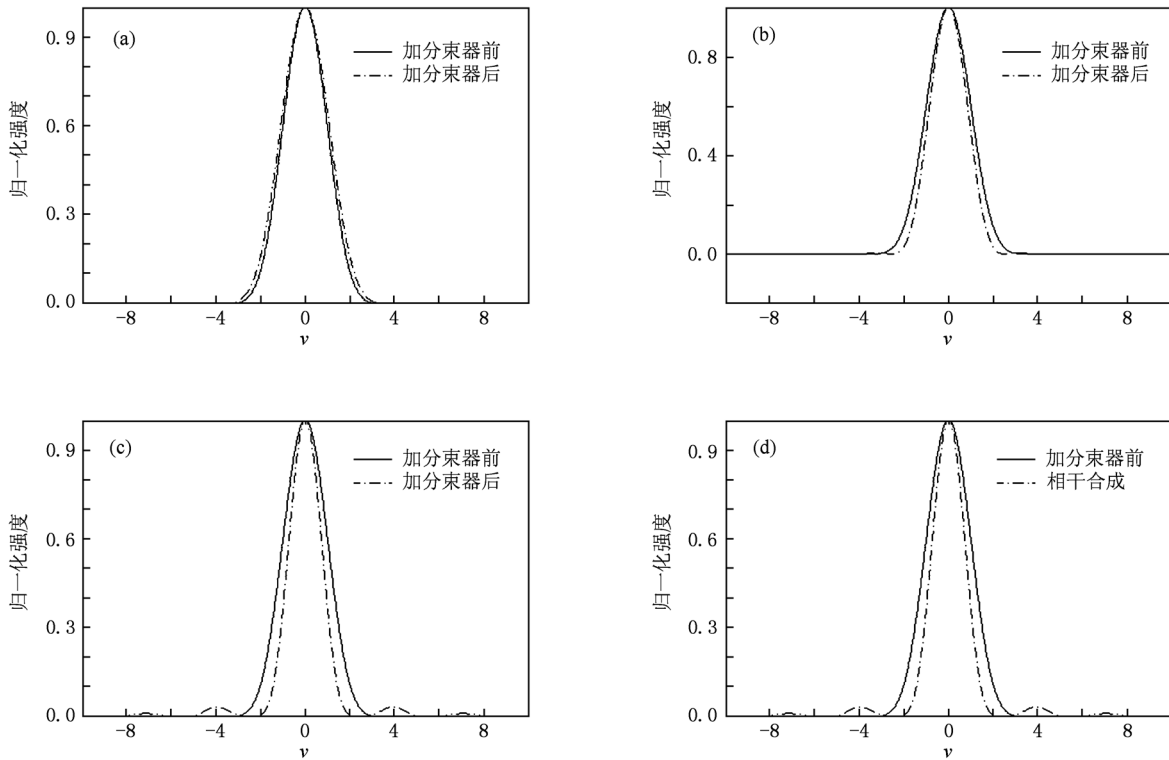 (a)
加分束器前
加分束器后
归一化强度
0.9
0.6
0.3
0.0
-8 -4 0 4 8
v
(b)
加分束器前
加分束器后
归一化强度
0.8
0.4
0.0
-8 -4 0 4 8
v
(c)
加分束器前
加分束器后
归一化强度
0.9
0.6
0.3
0.0
-8 -4 0 4 8
v
(d)
加分束器前
相干合成
归一化强度
0.9
0.6
0.3
0.0
-8 -4 0 4 8
v